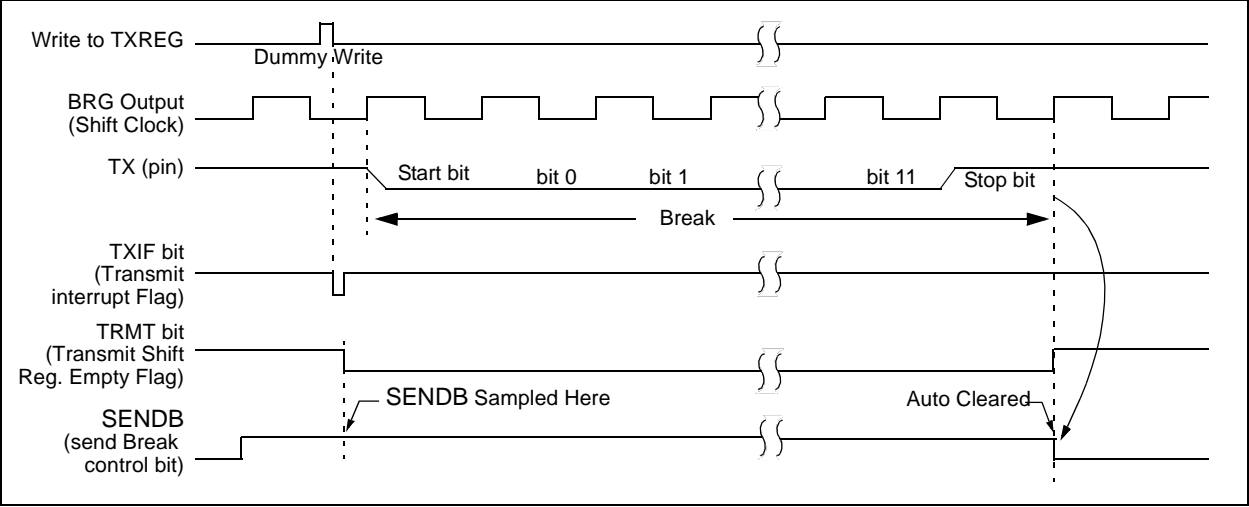 Write to TXREG
Dummy Write
BRG Output
(Shift Clock)
TX (pin)
Start bit
bit 0
bit 1
bit 11
Stop bit
Break
TXIF bit
(Transmit
interrupt Flag)
TRMT bit
(Transmit Shift
Reg. Empty Flag)
SENDB Sampled Here
Auto Cleared
SENDB
(send Break
control bit)